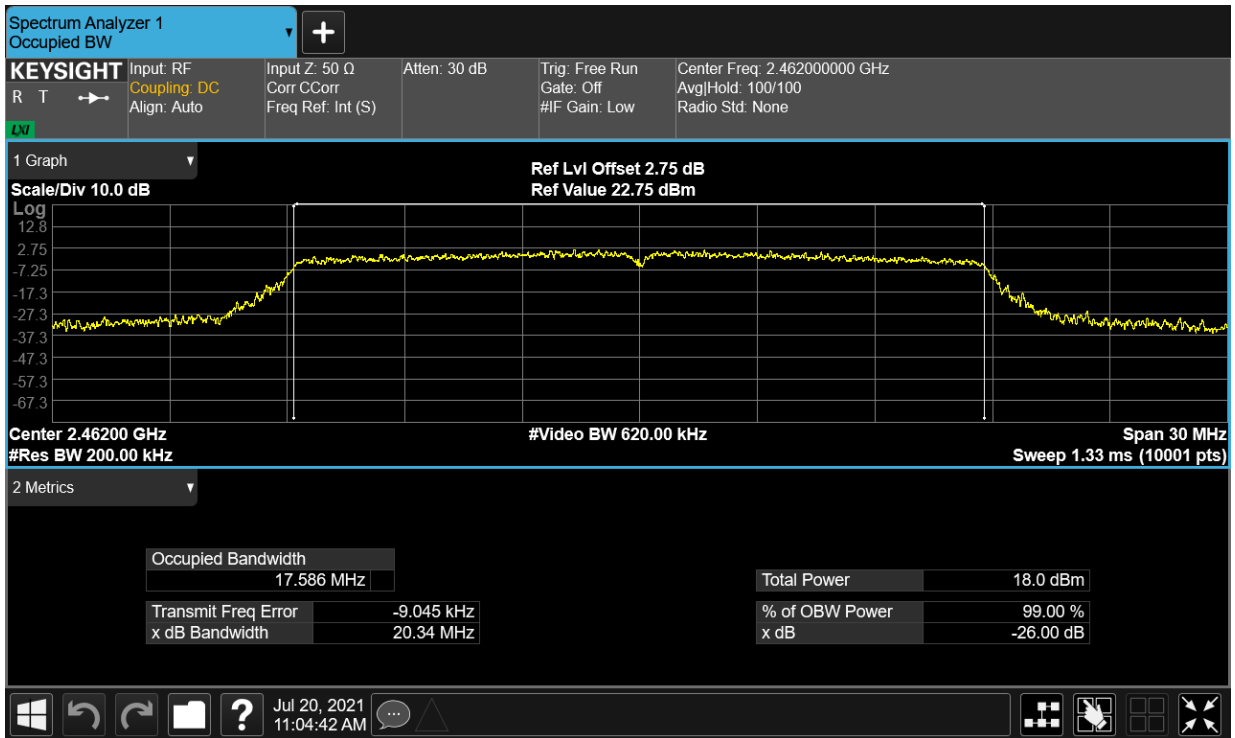 Spectrum Analyzer 1
Occupied BW
+
KEYSIGHT Input: RF Input Z: 50 Ω Atten: 30 dB Trig: Free Run Center Freq: 2.462000000 GHz
R T Coupling: DC Corr CCorr Gate: Off Avg|Hold: 100/100
Align: Auto Freq Ref: Int (S) #IF Gain: Low Radio Std: None
LXI
1 Graph
Ref Lvl Offset 2.75 dB
Scale/Div 10.0 dB Ref Value 22.75 dBm
Log
12.8
2.75
-7.25
-17.3
-27.3
-37.3
-47.3
-57.3
-67.3
Center 2.46200 GHz #Video BW 620.00 kHz Span 30 MHz
#Res BW 200.00 kHz Sweep 1.33 ms (10001 pts)
2 Metrics
Occupied Bandwidth
17.586 MHz Total Power 18.0 dBm
Transmit Freq Error -9.045 kHz % of OBW Power 99.00 %
x dB Bandwidth 20.34 MHz x dB -26.00 dB
? Jul 20, 2021
11:04:42 AM